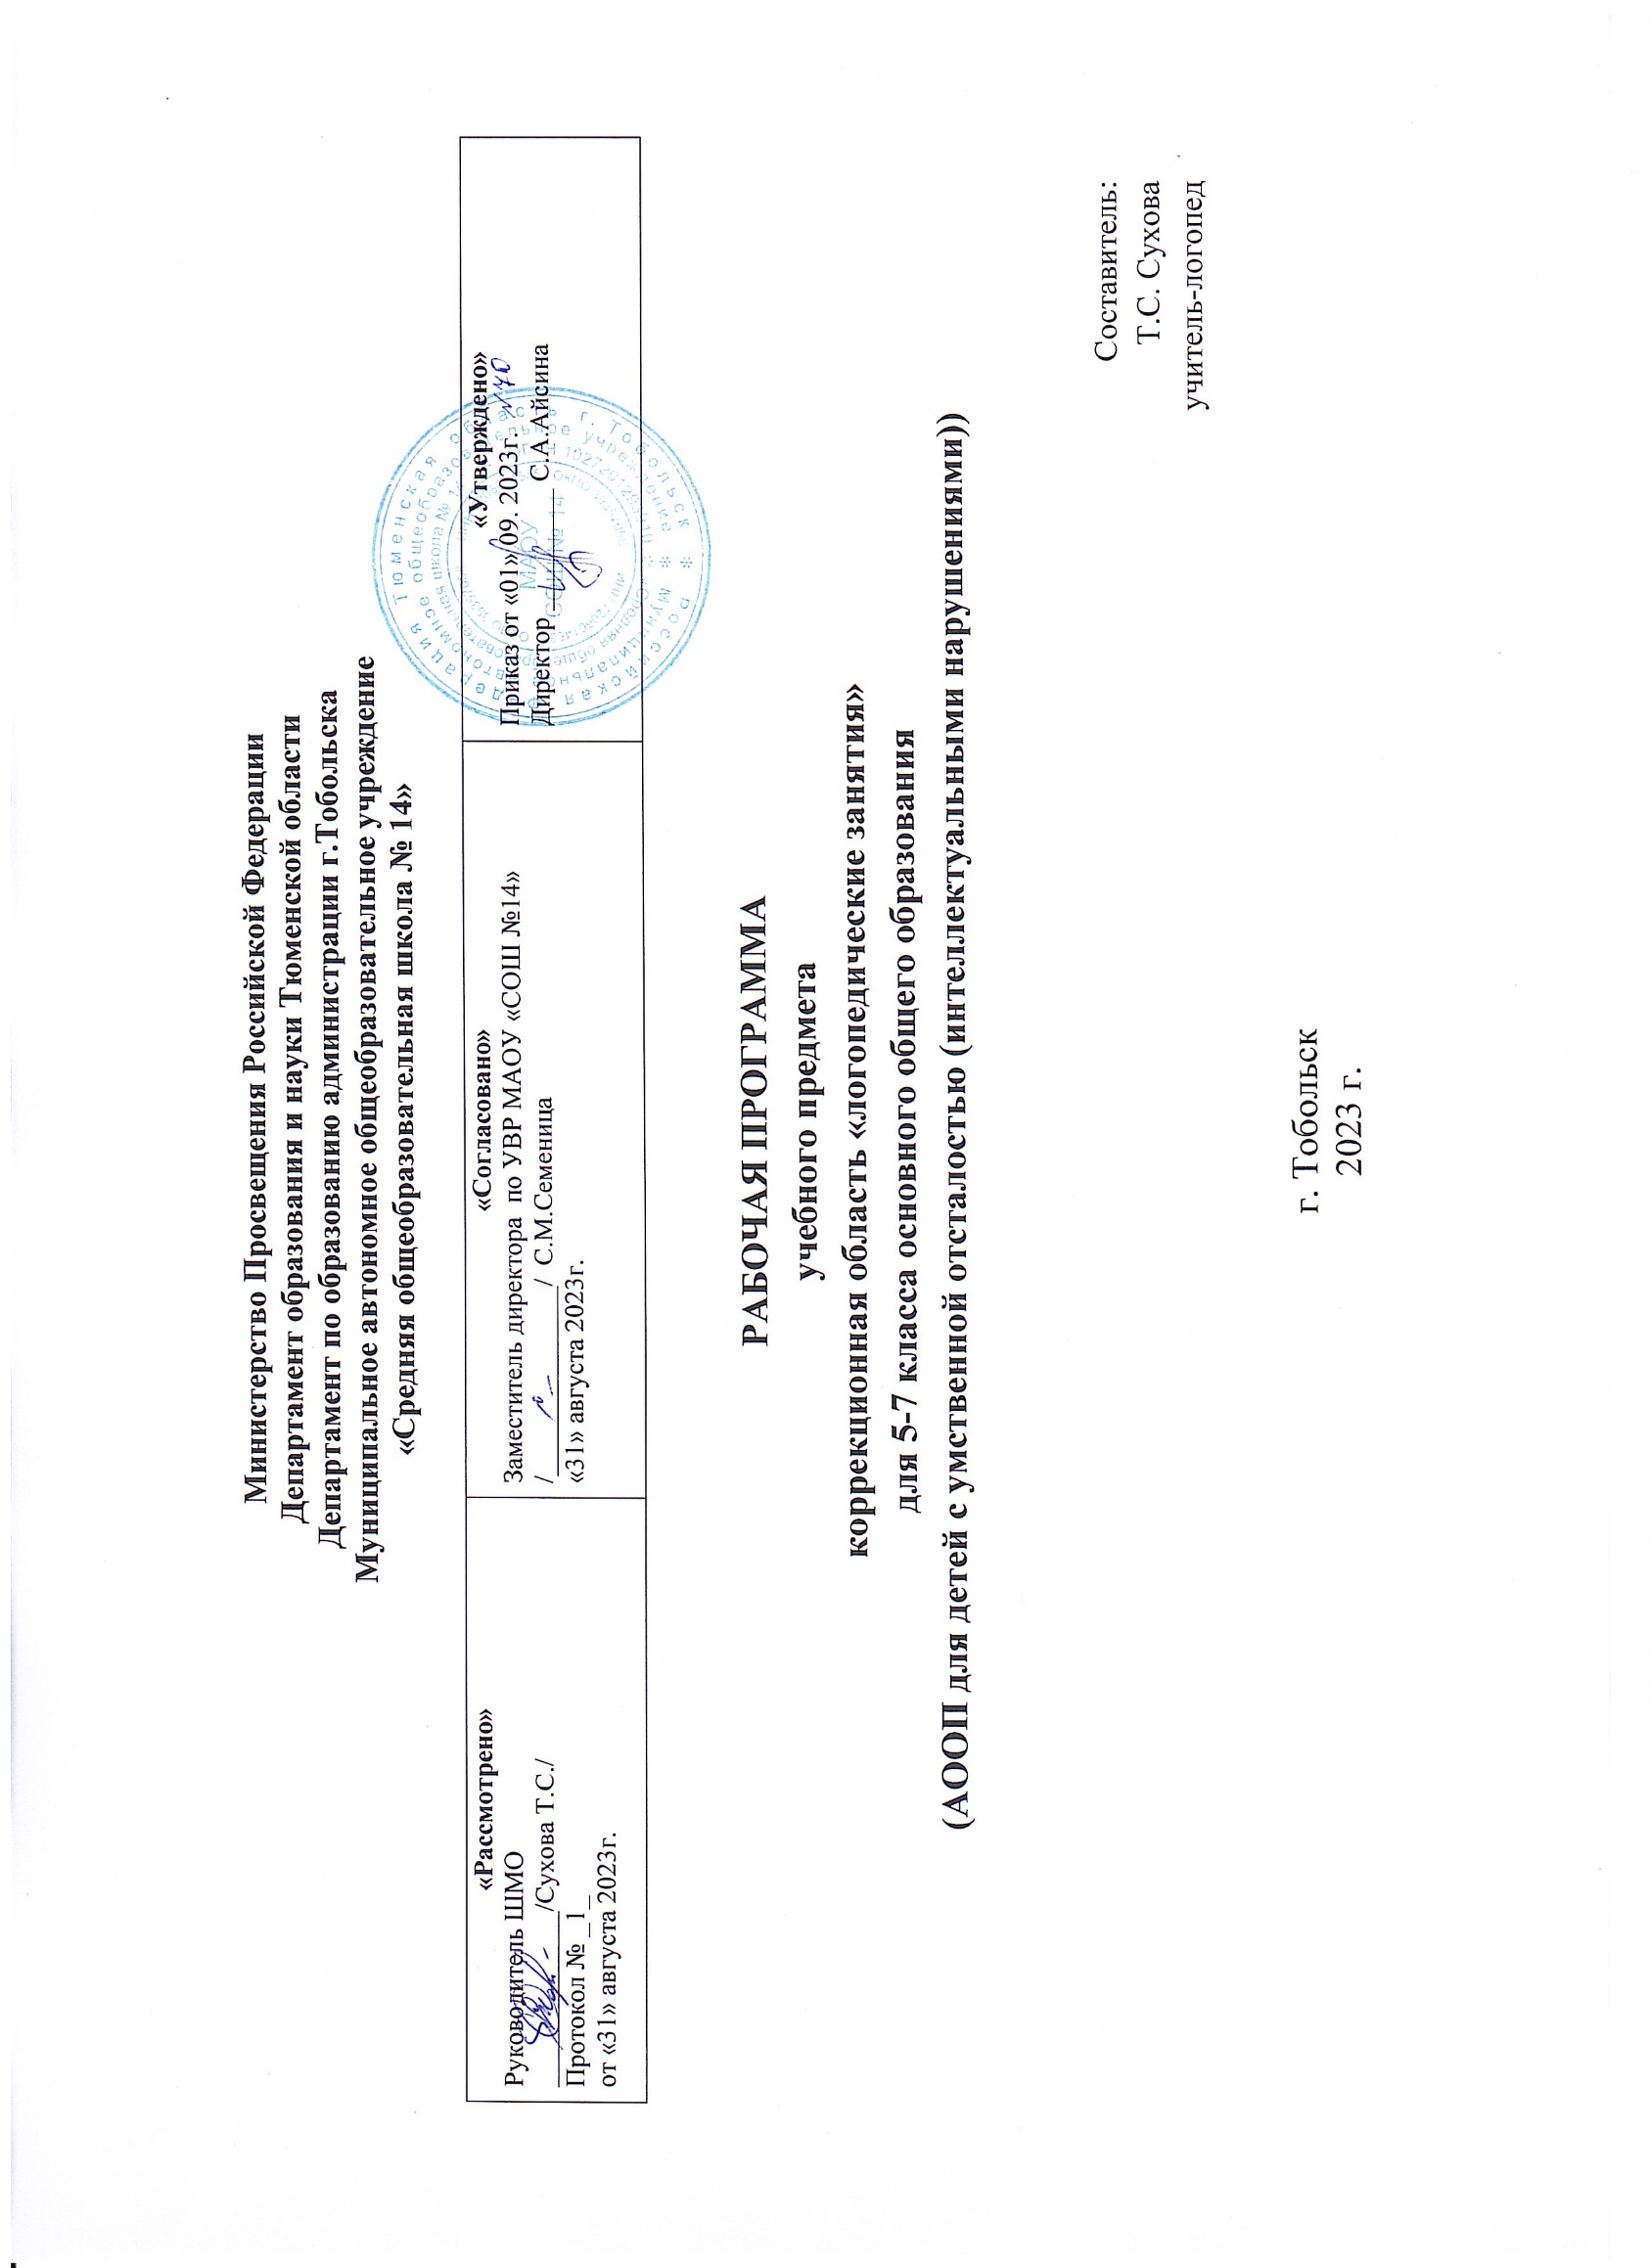 Министерство Просвещения Российской Федерации
Департамент образования и науки Тюменской области
Департамент по образованию администрации г.Тобольска
Муниципальное автономное общеобразовательное учреждение
«Средняя общеобразовательная школа № 14»
«Рассмотрено»
Руководитель ШМО
/Сухова Т.С./
Протокол № _1_
от «31» августа 2023г.
«Согласовано»
Заместитель директора по УВР МАОУ «СОШ №14»
/ / С.М.Семеница
«31» августа 2023г.
«Утверждено»
Приказ от «01» 09. 2023г.
Директор С.А.Айсина
РАБОЧАЯ ПРОГРАММА
учебного предмета
коррекционная область «логопедические занятия»
для 5-7 класса основного общего образования
(АООП для детей с умственной отсталостью (интеллектуальными нарушениями))
Составитель:
Т.С. Сухова
учитель-логопед
г. Тобольск
2023 г.